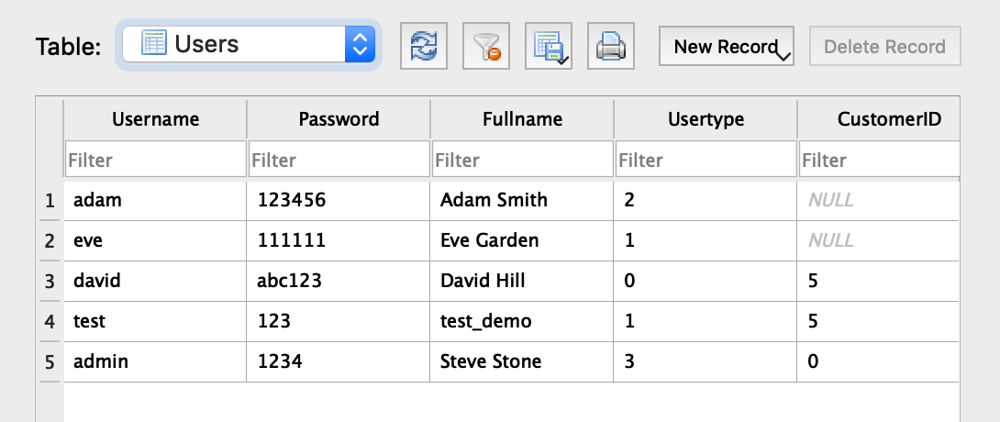 Table: Users New Record Delete Record
Username Password Fullname Usertype CustomerID
Filter Filter Filter Filter Filter
1 adam 123456 Adam Smith 2 NULL
2 eve 111111 Eve Garden 1 NULL
3 david abc123 David Hill 0 5
4 test 123 test_demo 1 5
5 admin 1234 Steve Stone 3 0